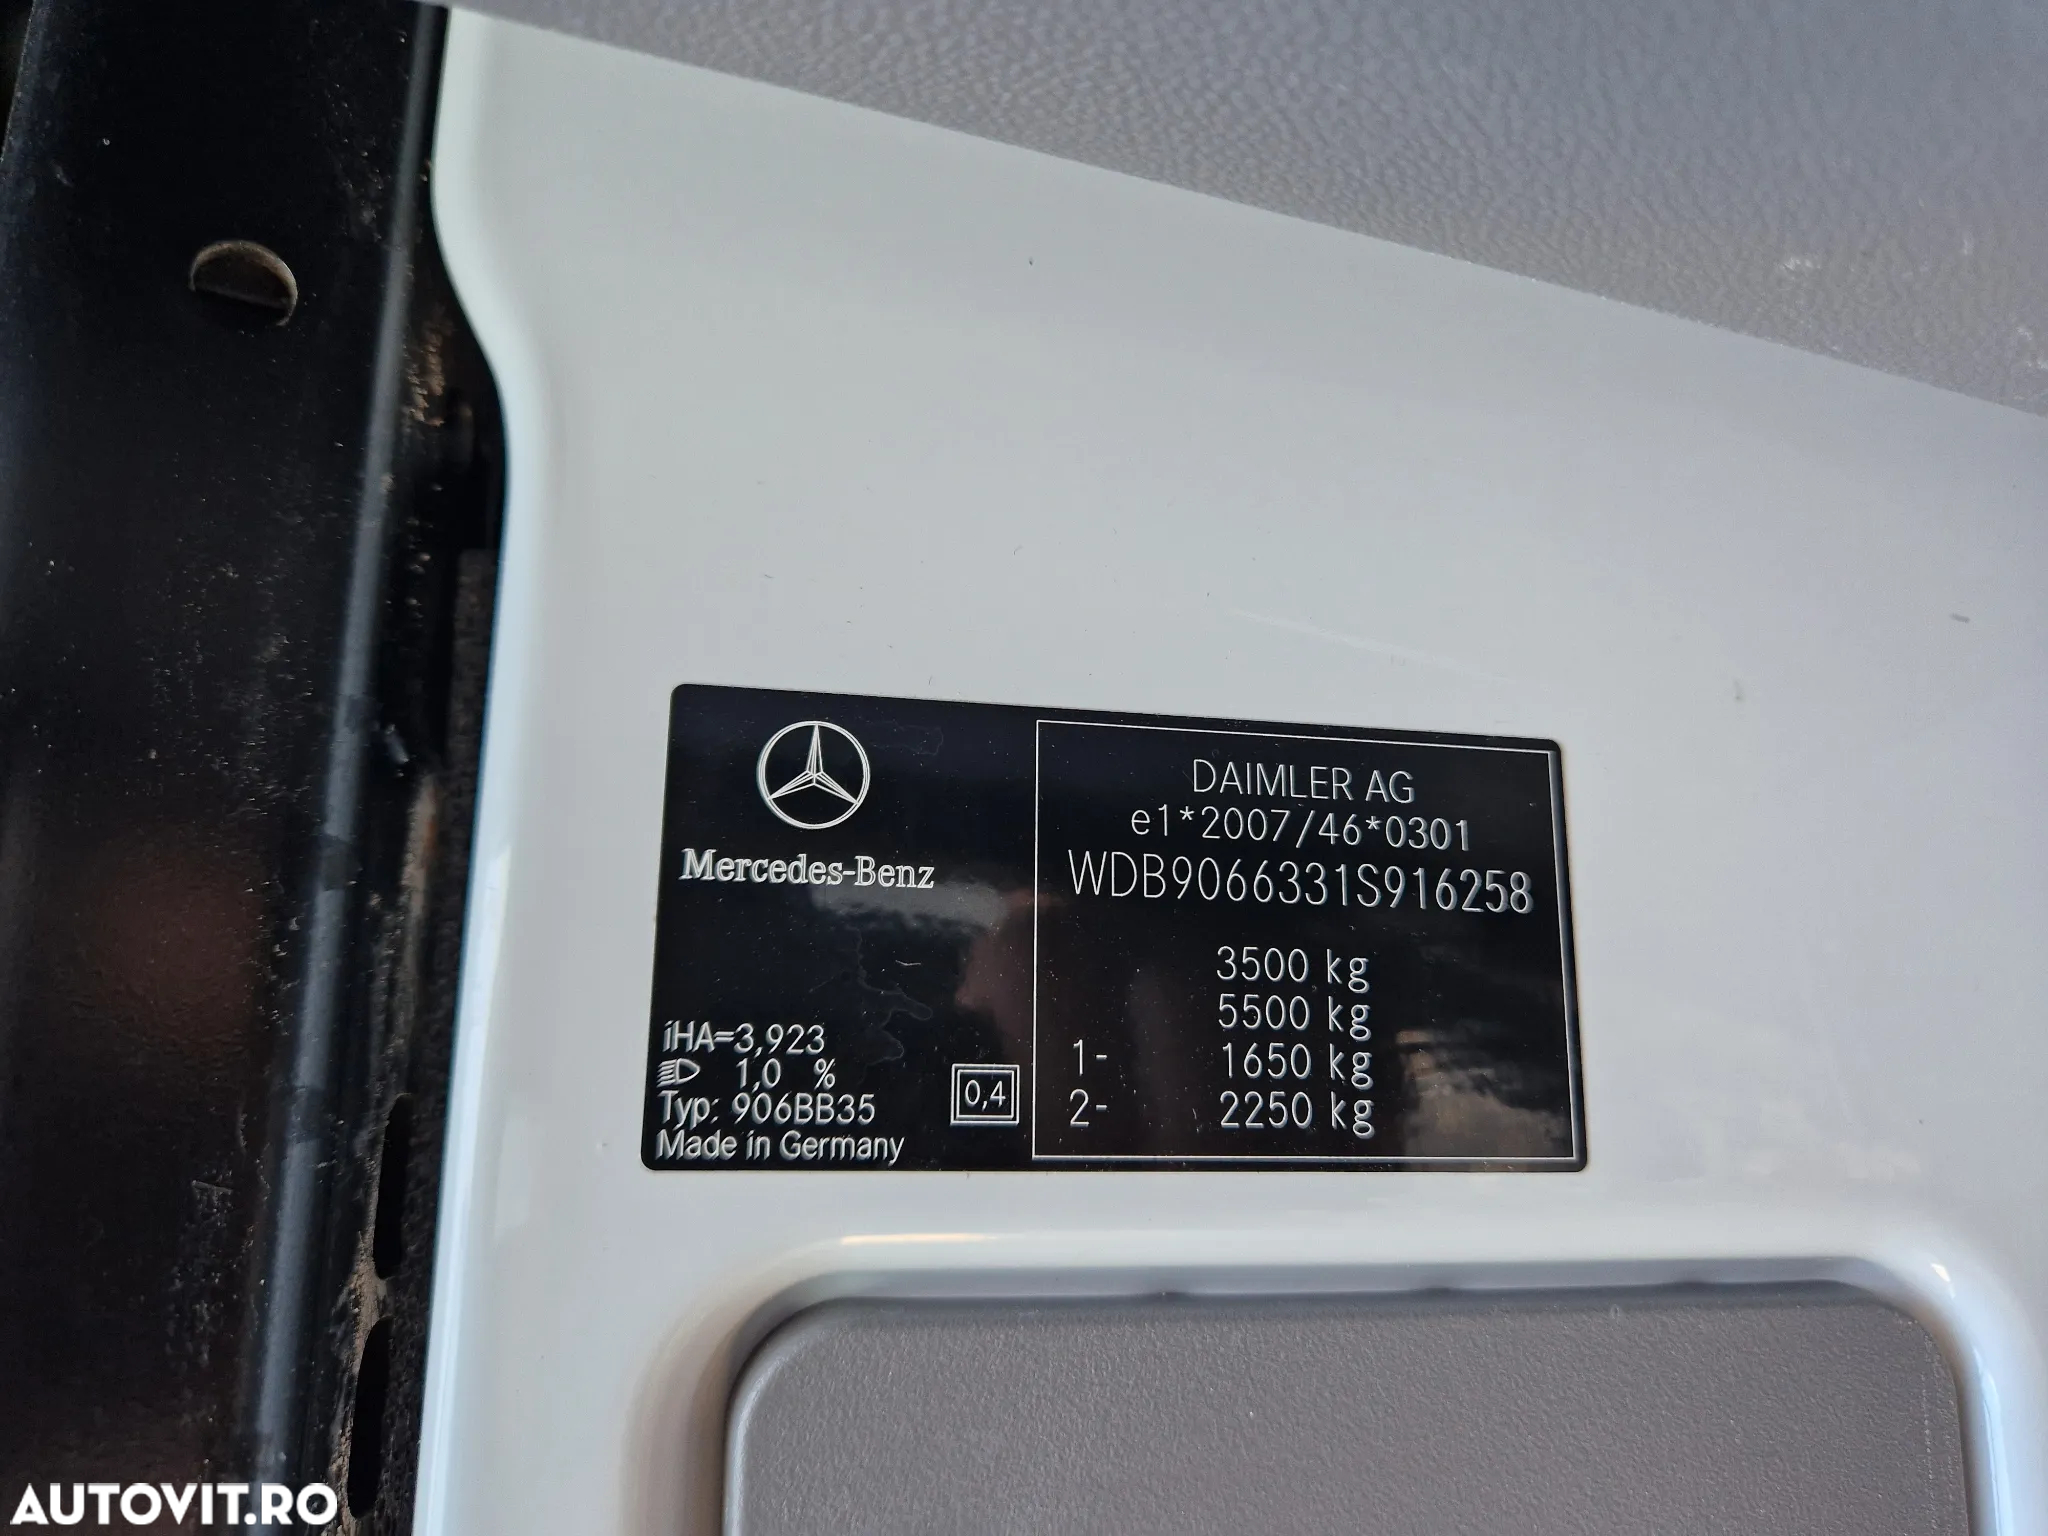 Mercedes-Benz
iHA=3,923
1,0 %
Typ: 906BB35
Made in Germany
0,4
DAIMLER AG
e1*2007/46*0301
WDB9066331S916258
3500 kg
5500 kg
1- 1650 kg
2- 2250 kg
AUTOVIT.RO